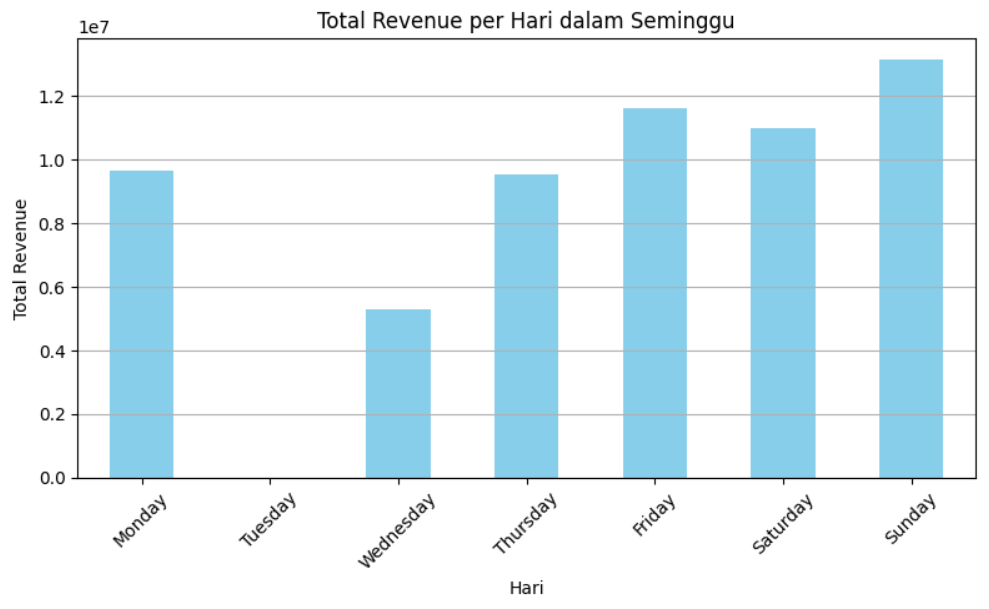 Total Revenue per Hari dalam Seminggu
1e7
1.2
1.0
0.8
0.6
0.4
0.2
0.0
Total Revenue
Monday
Tuesday
Wednesday
Thursday
Friday
Saturday
Sunday
Hari